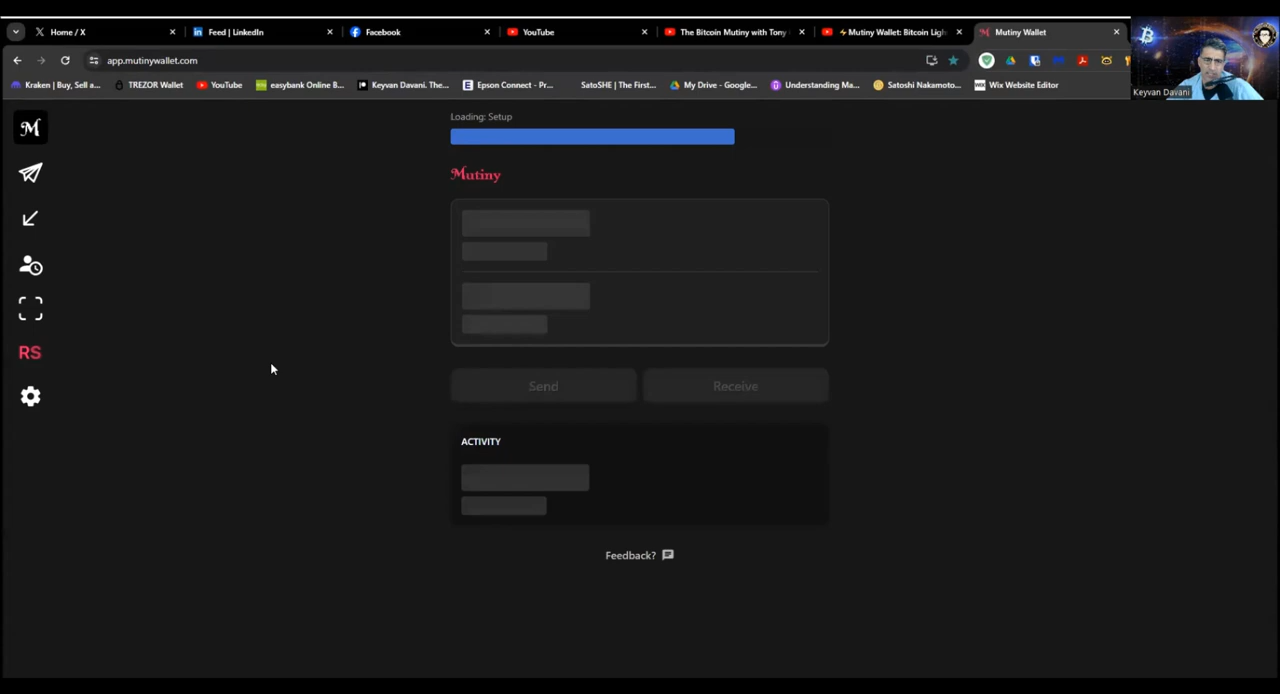 Home / X
Feed | LinkedIn
Facebook
YouTube
The Bitcoin Mutiny with Tony
⚡Mutiny Wallet: Bitcoin Ligh
Mutiny Wallet
app.mutinywallet.com
Kraken | Buy, Sell a...
TREZOR Wallet
YouTube
easybank Online B...
Keyvan Davani. The...
Epson Connect - Pr...
SatoSHE | The First...
My Drive - Google...
Understanding Ma...
Satoshi Nakamoto...
Wix Website Editor
Keyvan Davani
Loading: Setup
Mutiny
RS
Send
Receive
ACTIVITY
Feedback?